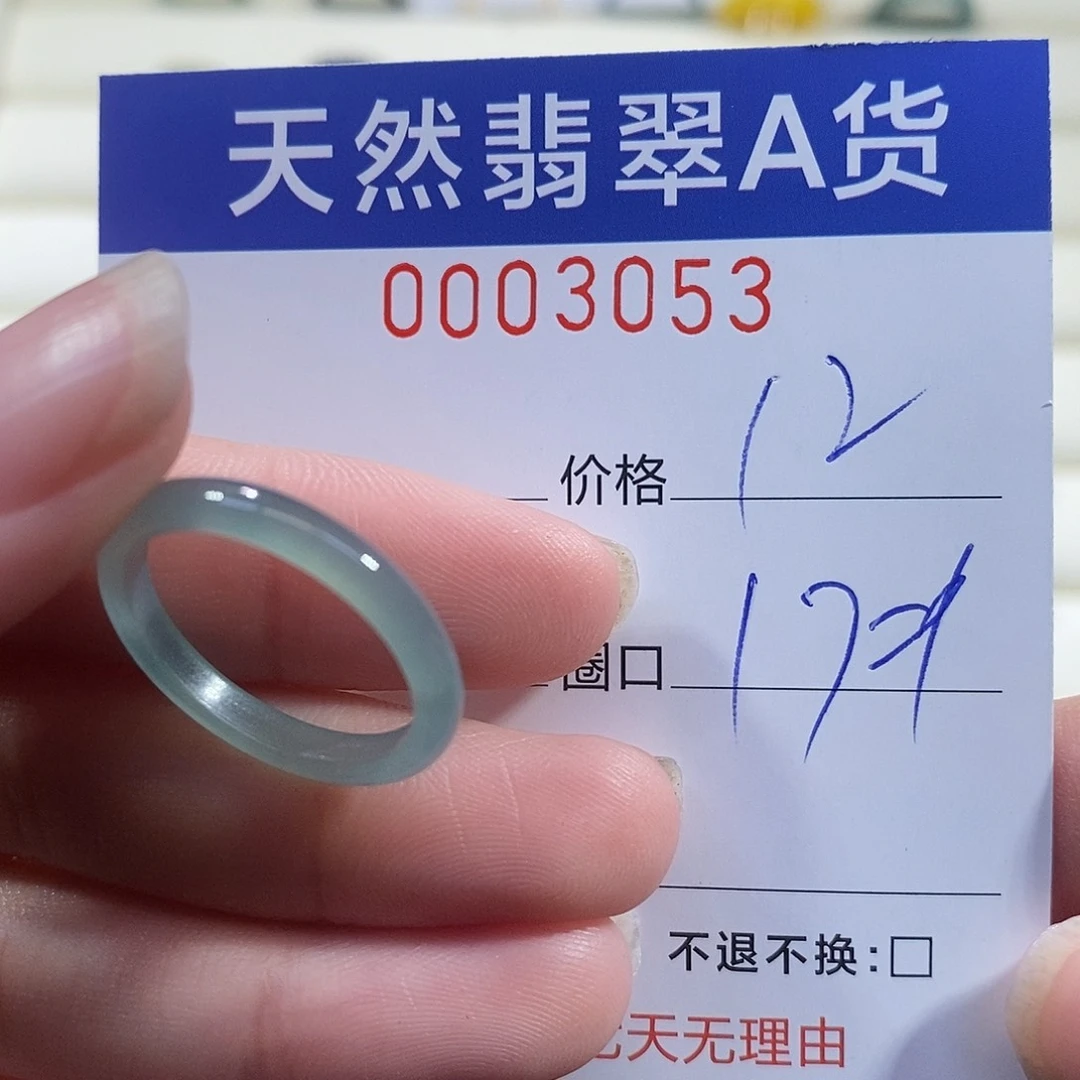 天然翡翠A货
0003053
价格 12
圈口 17
不退不换:□
天无理由